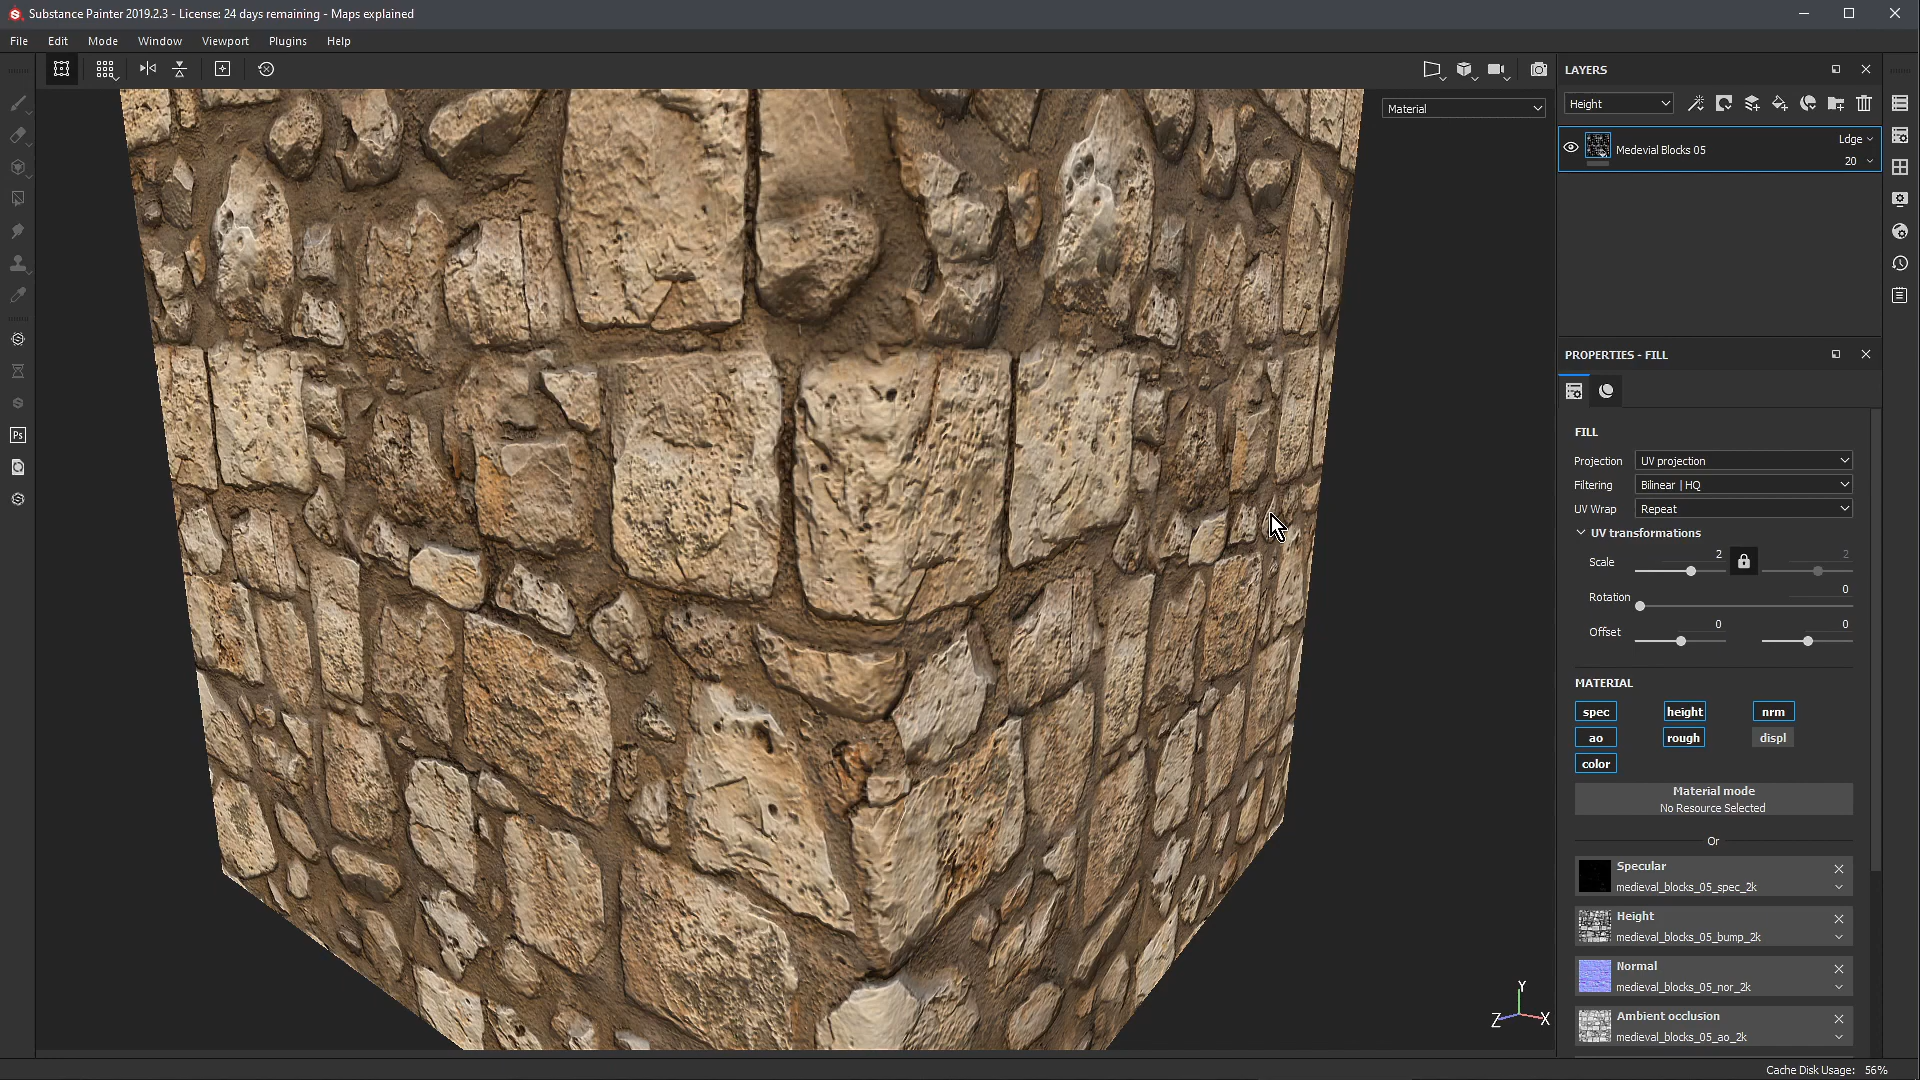 Substance Painter 2019.2.3 - License: 24 days remaining - Maps explained
File Edit Mode Window Viewport Plugins Help
Material
LAYERS
Height
Medevial Blocks 05
Ldge
20
PROPERTIES - FILL
FILL
Projection UV projection
Filtering Bilinear | HQ
UV Wrap Repeat
UV transformations
Scale 2 2
Rotation 0
Offset 0 0
MATERIAL
spec height nrm
ao rough displ
color
Material mode
No Resource Selected
Or
Specular
medieval_blocks_05_spec_2k
Height
medieval_blocks_05_bump_2k
Normal
medieval_blocks_05_nor_2k
Ambient occlusion
medieval_blocks_05_ao_2k
Ps
Y
Z X
Cache Disk Usage: 56%